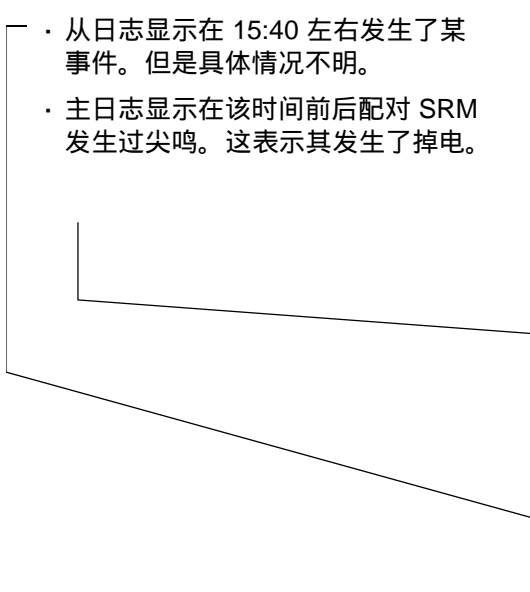 · 从日志显示在 15:40 左右发生了某
事件。但是具体情况不明。
· 主日志显示在该时间前后配对 SRM
发生过尖鸣。这表示其发生了掉电。